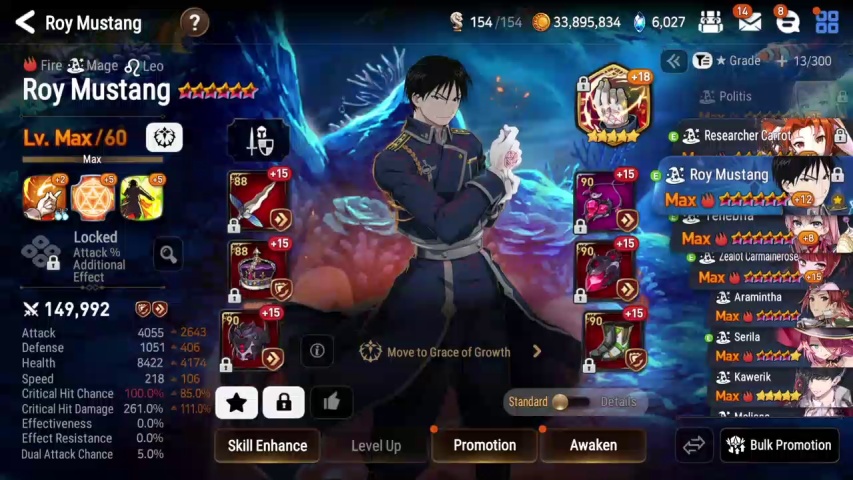 Roy Mustang
?
154/154
33,895,834
6,027
14
8
Fire Mage Leo
Roy Mustang
Lv. Max/60
Max
+2
+5
+5
Locked
Attack %
Additional
Effect
149,992
Attack 4055 2643
Defense 1051 406
Health 8422 4174
Speed 218 106
Critical Hit Chance 100.0% 85.0%
Critical Hit Damage 261.0% 111.0%
Effectiveness 0.0%
Effect Resistance 0.0%
Dual Attack Chance 5.0%
88 +15
88 +15
90 +15
+18
90 +15
90 +15
90 +15
Move to Grace of Growth
Standard Details
Skill Enhance
Level Up
Promotion
Awaken
Bulk Promotion
Grade
13/300
Politis
Researcher Carrot
Roy Mustang
Max +12
Tenebria
Max +8
Zealot Carmainerose
Max +15
Aramintha
Max
Serila
Max
Kawerik
Max